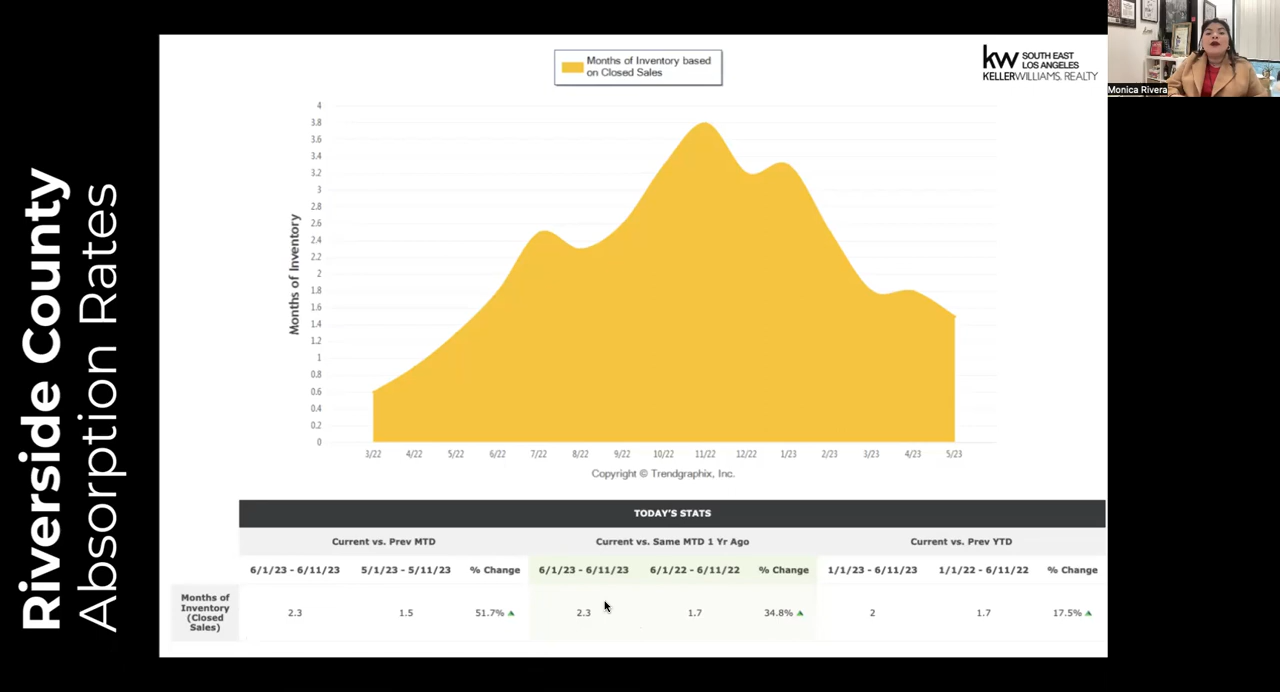 Riverside County
Absorption Rates
Months of Inventory based
on Closed Sales
kw SOUTH EAST
LOS ANGELES
KELLERWILLIAMS. REALTY
Monica Rivera
Months of Inventory
4
3.8
3.6
3.4
3.2
3
2.8
2.6
2.4
2.2
2
1.8
1.6
1.4
1.2
1
0.8
0.6
0.4
0.2
0
3/22 4/22 5/22 6/22 7/22 8/22 9/22 10/22 11/22 12/22 1/23 2/23 3/23 4/23 5/23
Copyright © Trendgraphix, Inc.
TODAY'S STATS
Current vs. Prev MTD Current vs. Same MTD 1 Yr Ago Current vs. Prev YTD
6/1/23 - 6/11/23 5/1/23 - 5/11/23 % Change 6/1/23 - 6/11/23 6/1/22 - 6/11/22 % Change 1/1/23 - 6/11/23 1/1/22 - 6/11/22 % Change
Months of
Inventory
(Closed
Sales)
2.3 1.5 51.7% 2.3 1.7 34.8% 2 1.7 17.5%